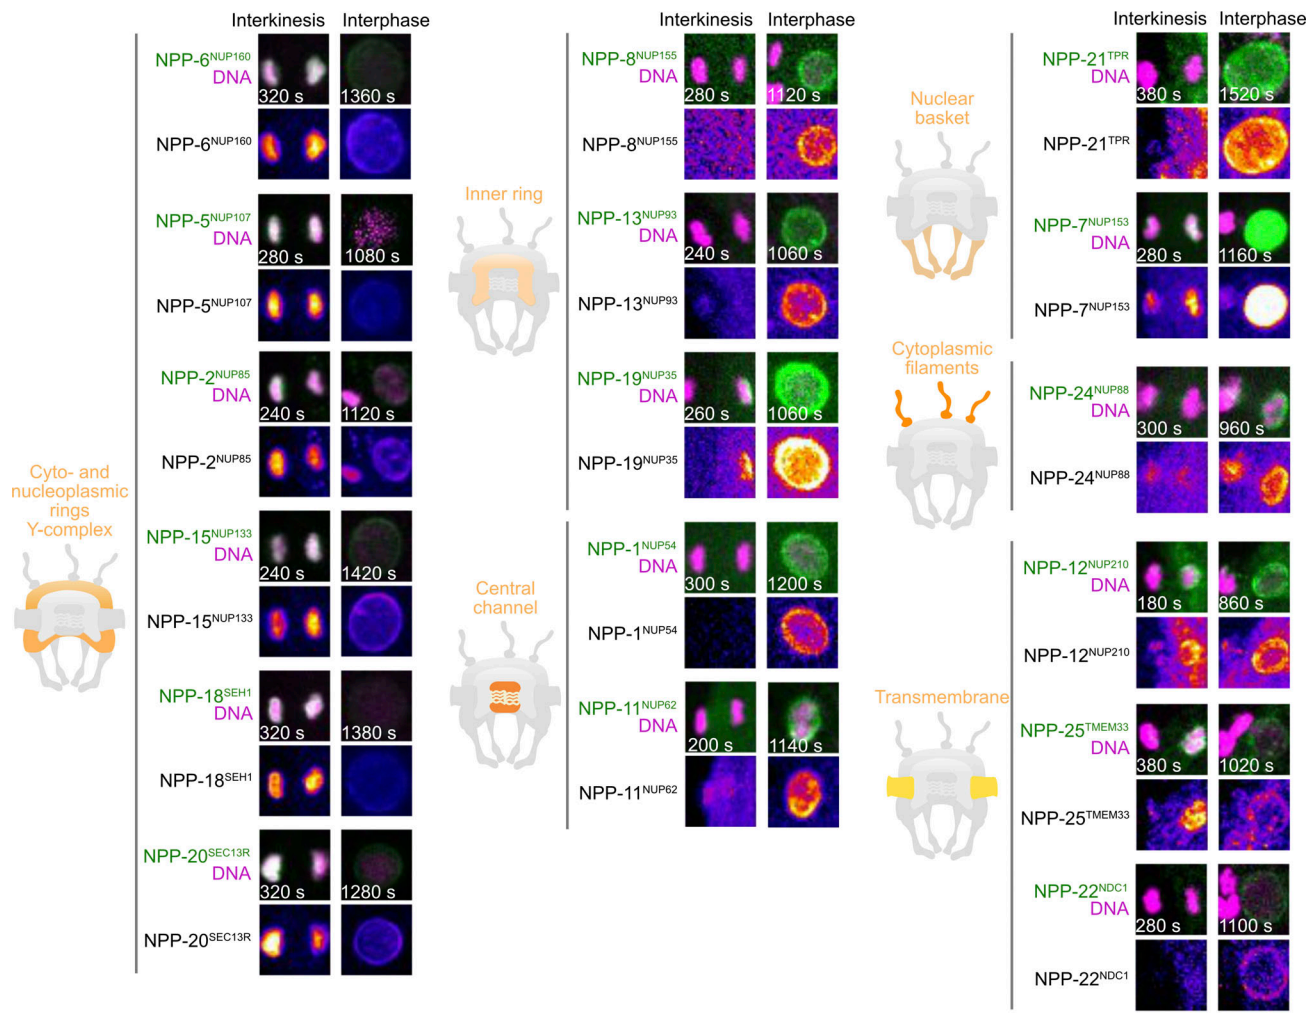 Interkinesis Interphase
NPP-6NUP160
DNA
320 s 1360 s
NPP-6NUP160
NPP-5NUP107
DNA
280 s 1080 s
NPP-5NUP107
NPP-2NUP85
DNA
240 s 1120 s
NPP-2NUP85
Cyto- and
nucleoplasmic
rings
Y-complex
NPP-15NUP133
DNA
240 s 1420 s
NPP-15NUP133
NPP-18SEH1
DNA
320 s 1380 s
NPP-18SEH1
NPP-20SEC13R
DNA
320 s 1280 s
NPP-20SEC13R
Interkinesis Interphase
Inner ring
NPP-8NUP155
DNA
280 s 1120 s
NPP-8NUP155
NPP-13NUP93
DNA
240 s 1060 s
NPP-13NUP93
NPP-19NUP35
DNA
260 s 1060 s
NPP-19NUP35
Central
channel
NPP-1NUP54
DNA
300 s 1200 s
NPP-1NUP54
NPP-11NUP62
DNA
200 s 1140 s
NPP-11NUP62
Interkinesis Interphase
Nuclear
basket
NPP-21TPR
DNA
380 s 1520 s
NPP-21TPR
NPP-7NUP153
DNA
280 s 1160 s
NPP-7NUP153
Cytoplasmic
filaments
NPP-24NUP88
DNA
300 s 960 s
NPP-24NUP88
Transmembrane
NPP-12NUP210
DNA
180 s 860 s
NPP-12NUP210
NPP-25TMEM33
DNA
380 s 1020 s
NPP-25TMEM33
NPP-22NDC1
DNA
280 s 1100 s
NPP-22NDC1